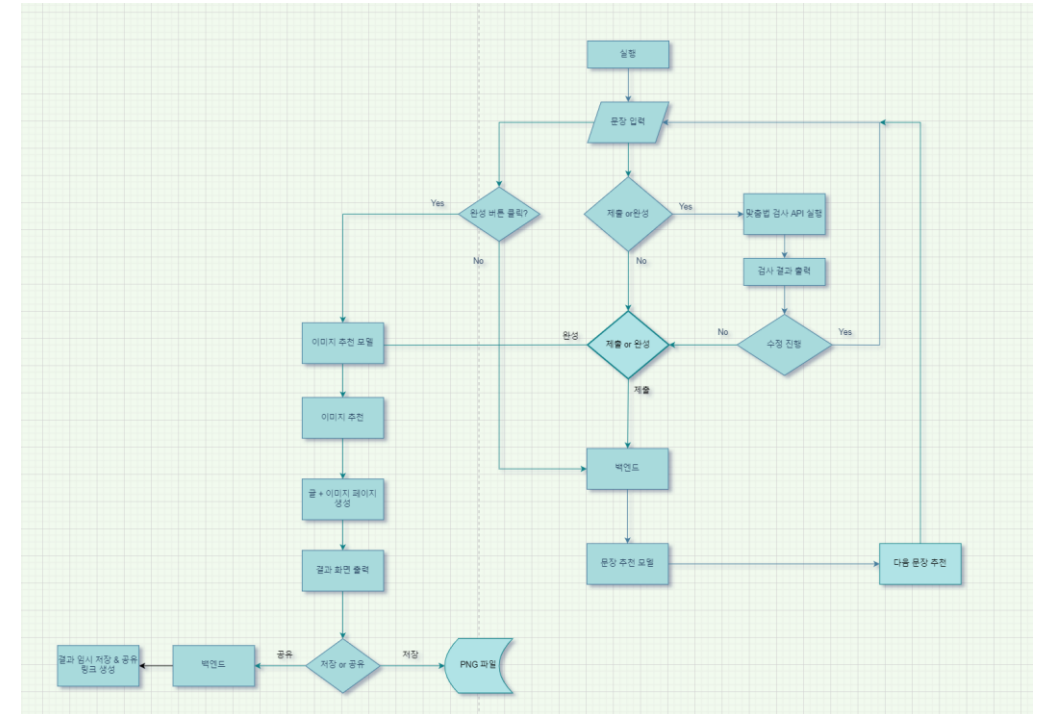 실행
문장 입력
Yes
완성 버튼 클릭?
제출 or완성
Yes
맞춤법 검사 API 실행
No
No
검사 결과 출력
이미지 추천 모델
완성
제출 or 완성
No
수정 진행
Yes
제출
이미지 추천
백엔드
글 + 이미지 페이지
생성
결과 화면 출력
문장 추천 모델
다음 문장 추천
결과 임시 저장 & 공유
링크 생성
백엔드
공유
저장 or 공유
저장
PNG 파일